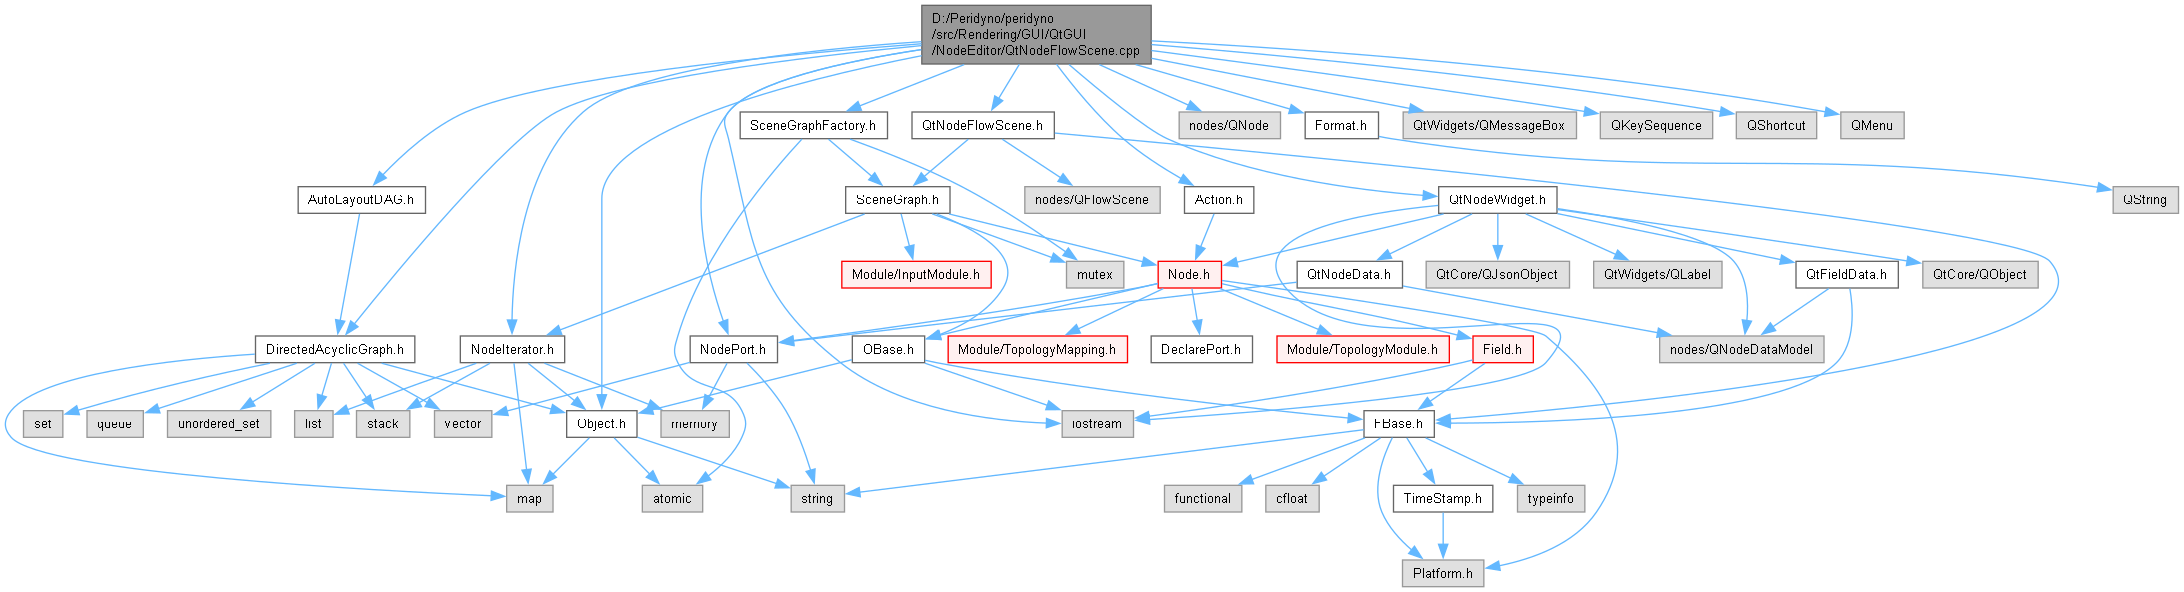 D:/Peridyno/peridyno
/src/Rendering/GUI/QtGUI
/NodeEditor/QtNodeFlowScene.cpp
SceneGraphFactory.h
QtNodeFlowScene.h
nodes/QNode
Format.h
QtWidgets/QMessageBox
QKeySequence
QShortcut
QMenu
AutoLayoutDAG.h
SceneGraph.h
nodes/QFlowScene
Action.h
QtNodeWidget.h
QString
Module/InputModule.h
mutex
Node.h
QtNodeData.h
QtCore/QJsonObject
QtWidgets/QLabel
QtFieldData.h
QtCore/QObject
DirectedAcyclicGraph.h
NodeIterator.h
NodePort.h
OBase.h
Module/TopologyMapping.h
DeclarePort.h
Module/TopologyModule.h
Field.h
nodes/QNodeDataModel
set
queue
unordered_set
list
stack
vector
Object.h
memory
iostream
FBase.h
map
atomic
string
functional
cfloat
TimeStamp.h
typeinfo
Platform.h